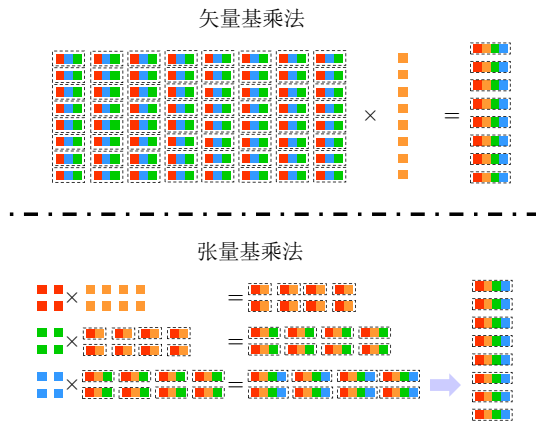 矢量基乘法
× =
张量基乘法
× =
× =
× =